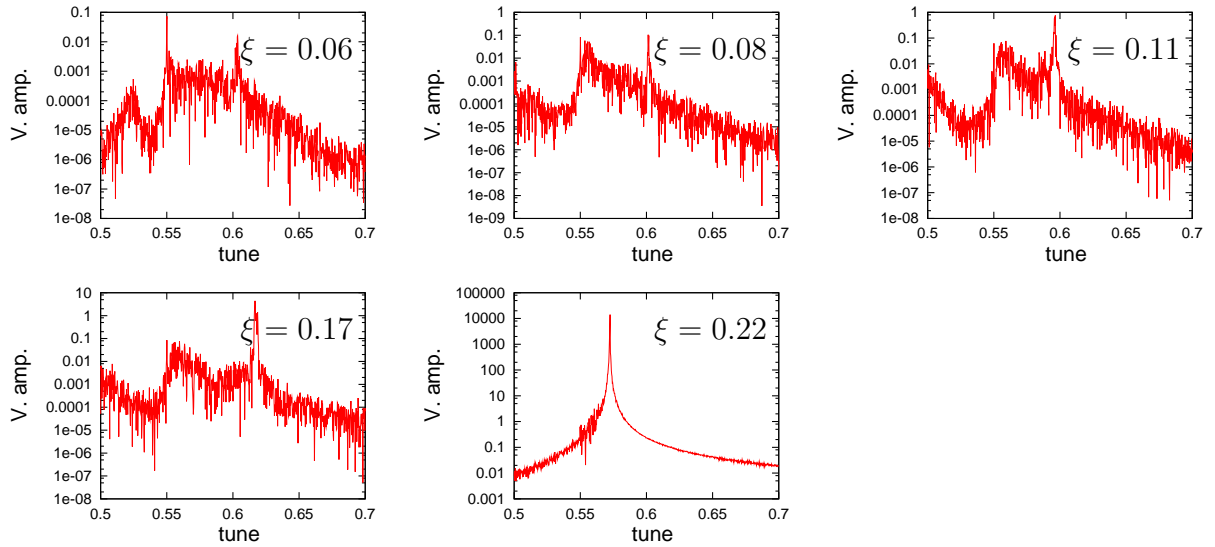 0.1
0.01
0.001
0.0001
1e-05
1e-06
1e-07
1e-08
V. amp.
ξ = 0.06
0.5 0.55 0.6 0.65 0.7
tune
1
0.1
0.01
0.001
0.0001
1e-05
1e-06
1e-07
1e-08
1e-09
V. amp.
ξ = 0.08
0.5 0.55 0.6 0.65 0.7
tune
1
0.1
0.01
0.001
0.0001
1e-05
1e-06
1e-07
1e-08
V. amp.
ξ = 0.11
0.5 0.55 0.6 0.65 0.7
tune
10
1
0.1
0.01
0.001
0.0001
1e-05
1e-06
1e-07
1e-08
V. amp.
ξ = 0.17
0.5 0.55 0.6 0.65 0.7
tune
100000
10000
1000
100
10
1
0.1
0.01
0.001
V. amp.
ξ = 0.22
0.5 0.55 0.6 0.65 0.7
tune